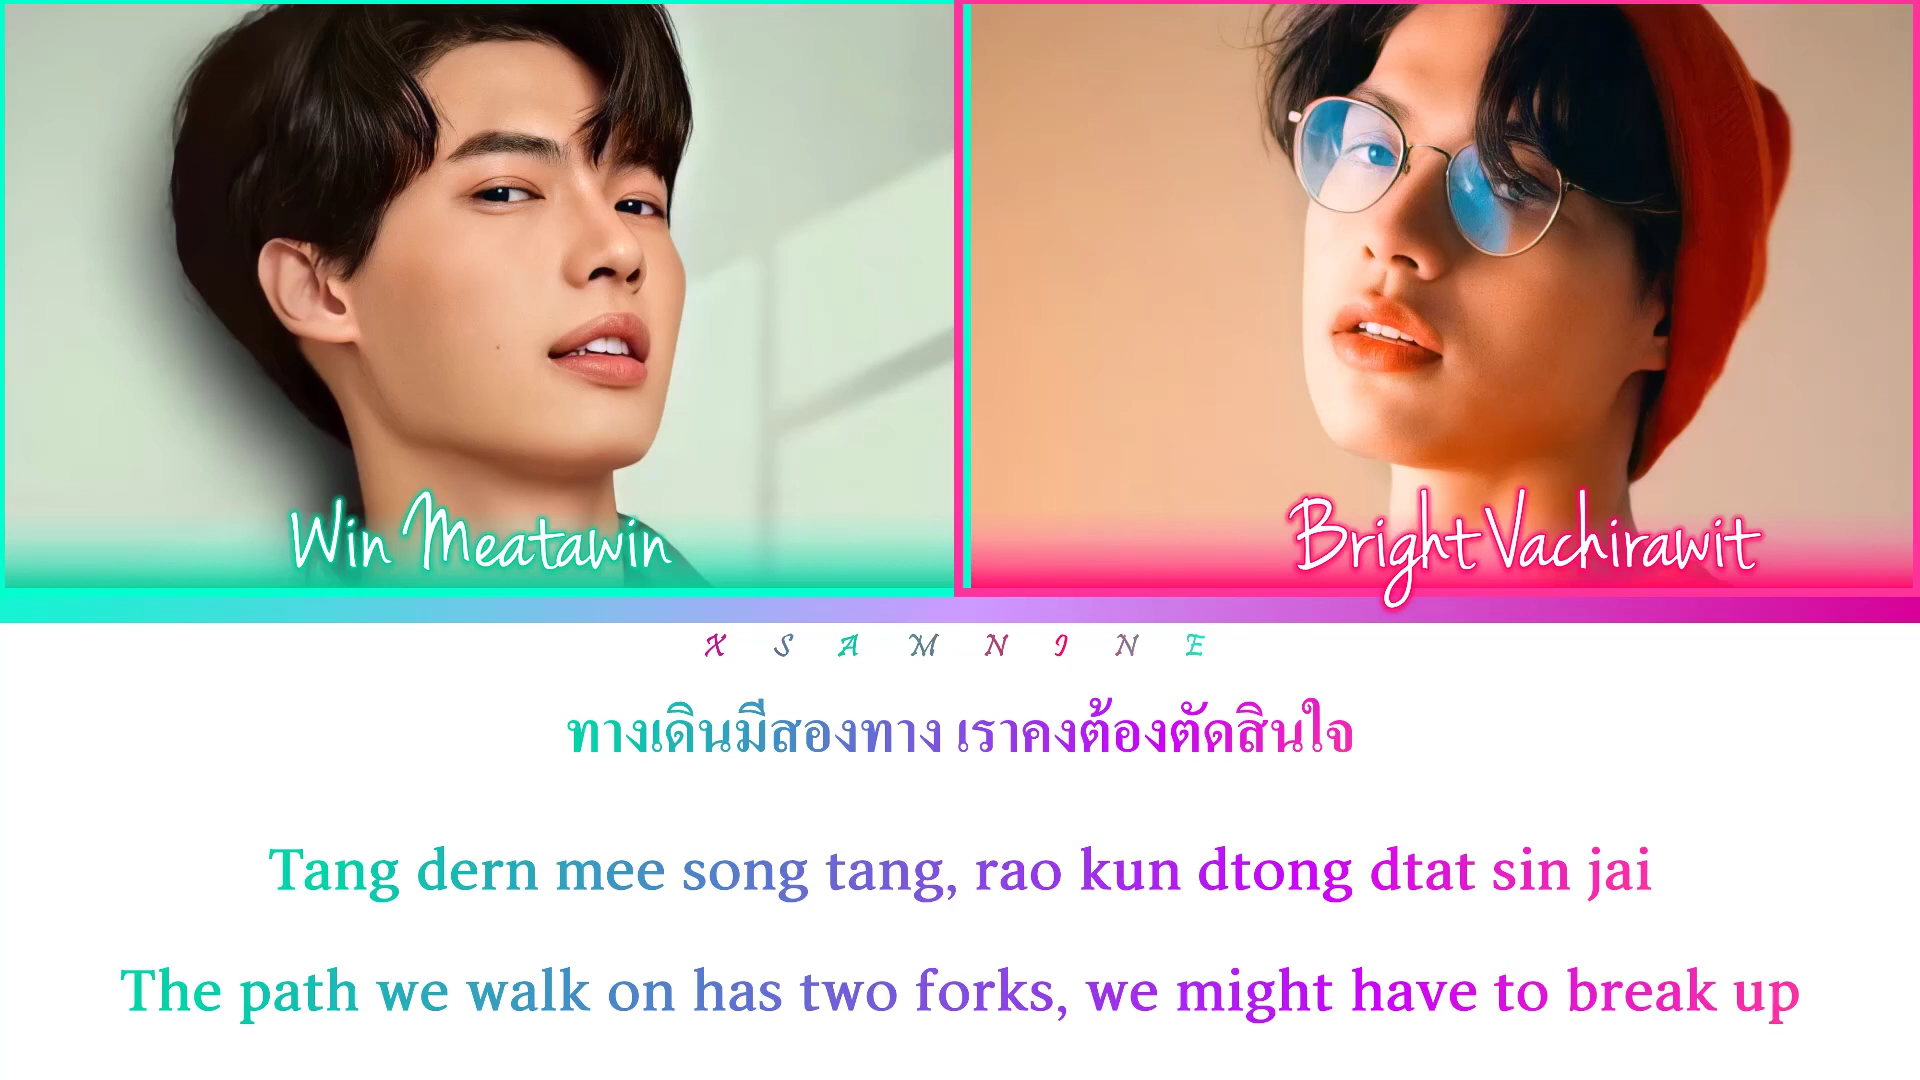 Win Meatawin
Bright Vachirawit
X S A M N I N E
ทางเดินมีสองทาง เราคงต้องตัดสินใจ
Tang dern mee song tang, rao kun dtong dtat sin jai
The path we walk on has two forks, we might have to break up